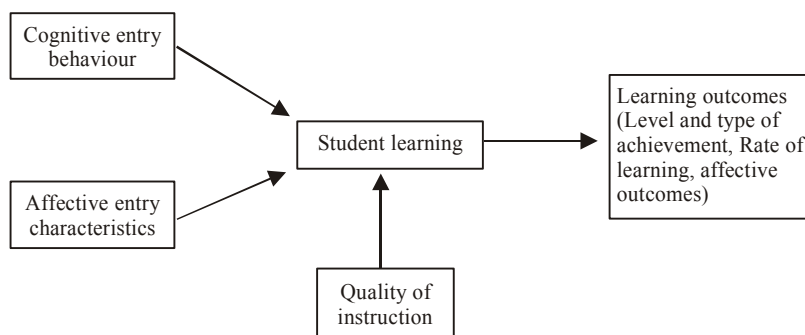 Cognitive entry
behaviour
Student learning
Learning outcomes
(Level and type of
achievement, Rate of
learning, affective
outcomes)
Affective entry
characteristics
Quality of
instruction